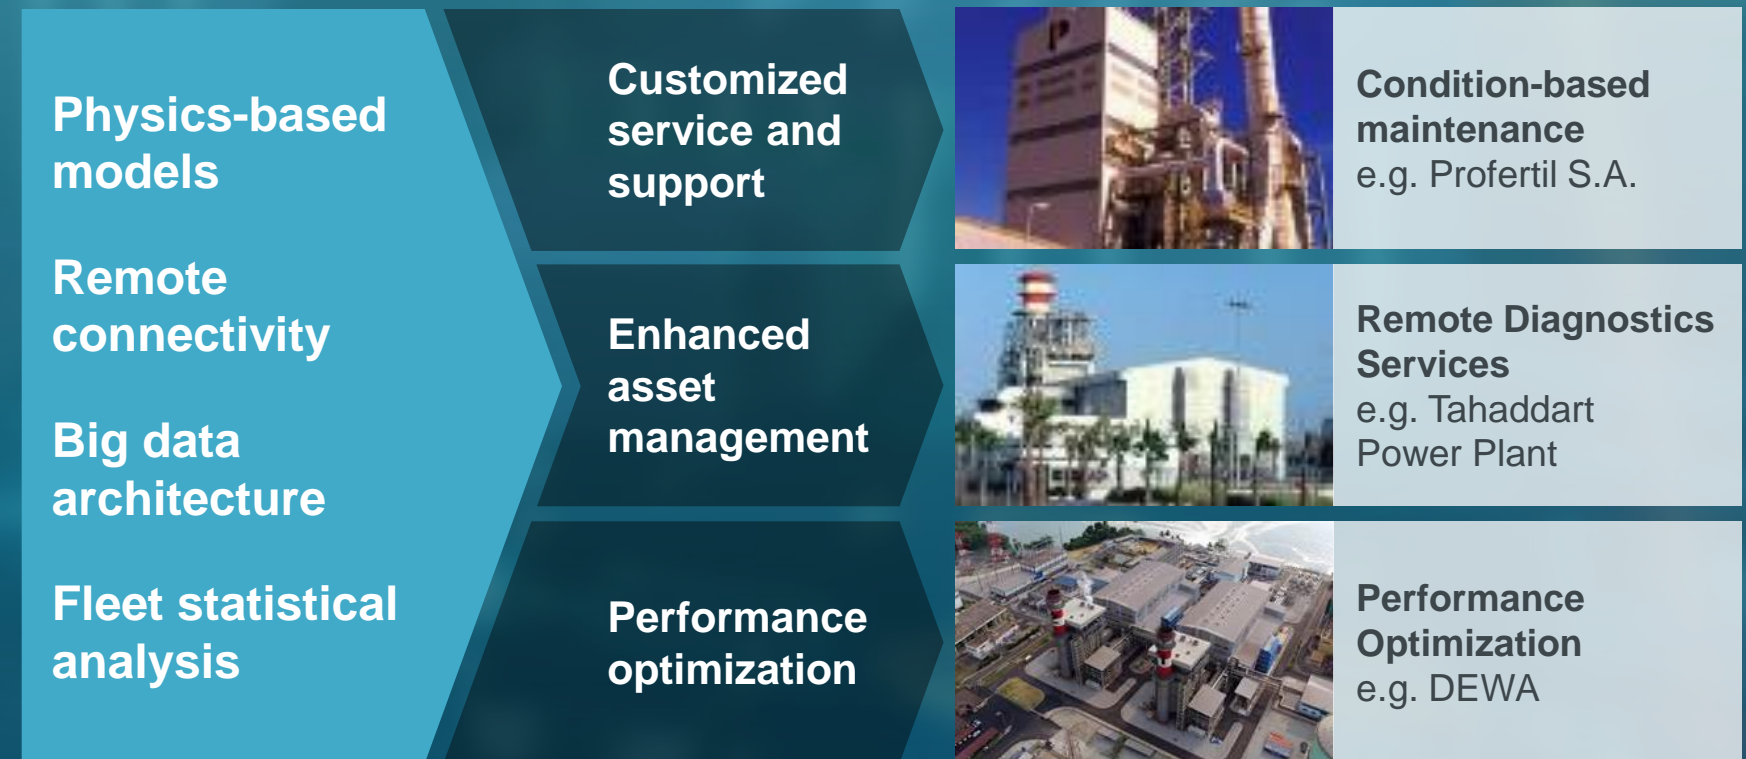 Physics-based
models
Remote
connectivity
Big data
architecture
Fleet statistical
analysis
Customized
service and
support
Enhanced
asset
management
Performance
optimization
Condition-based
maintenance
e.g. Profertil S.A.
Remote Diagnostics
Services
e.g. Tahaddart
Power Plant
Performance
Optimization
e.g. DEWA